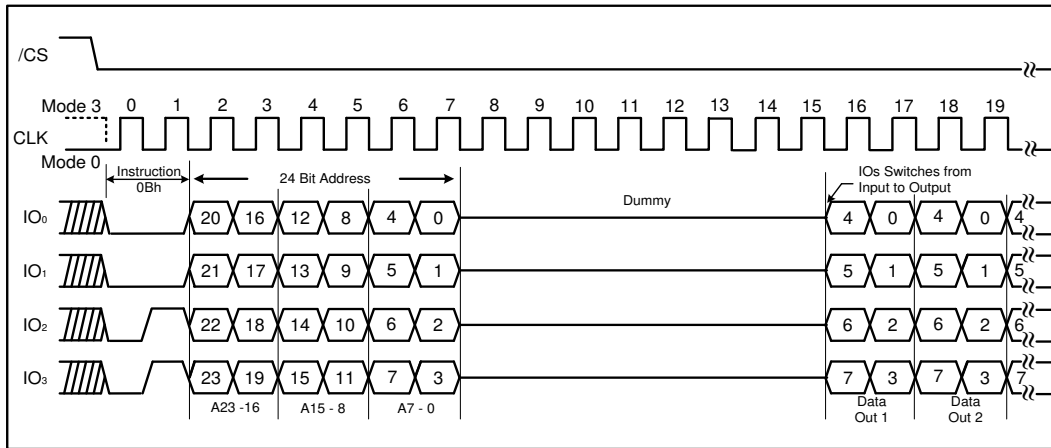 /CS
Mode 3 0 1 2 3 4 5 6 7 8 9 10 11 12 13 14 15 16 17 18 19
CLK
Mode 0
Instruction
0Bh
24 Bit Address
IOs Switches from
Input to Output
Dummy
IO0 20 16 12 8 4 0 4 0 4 0 4
IO1 21 17 13 9 5 1 5 1 5 1 5
IO2 22 18 14 10 6 2 6 2 6 2 6
IO3 23 19 15 11 7 3 7 3 7 3 7
A23 -16 A15 - 8 A7 - 0
Data
Out 1
Data
Out 2